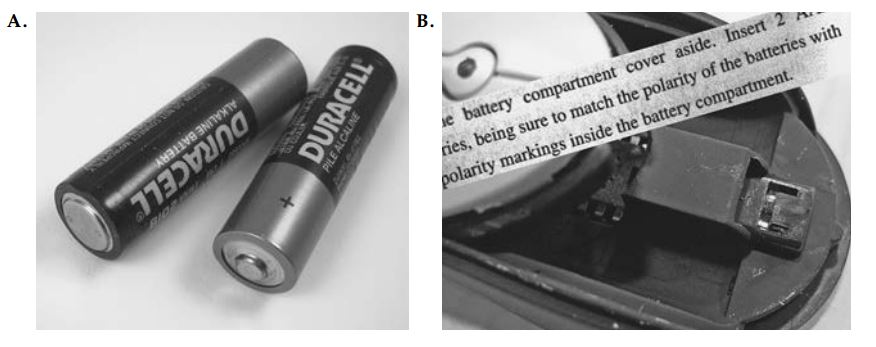 A.
B.
DURACELL®
ALKALINE BATTERY
DURACELL®
PILE ALCALINE
+
battery compartment cover aside. Insert 2
being sure to match the polarity of the batteries with
polarity markings inside the battery compartment.